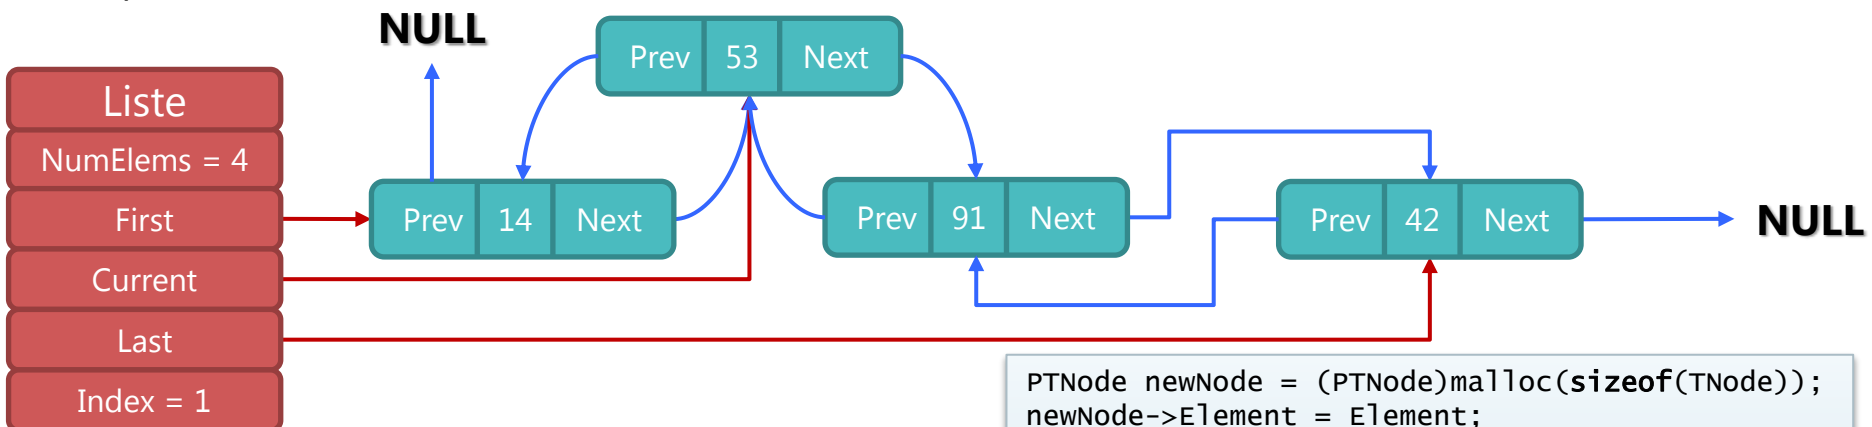 NULL
Prev 53 Next
Liste
NumElems = 4
First
Prev 14 Next
Prev 91 Next
Prev 42 Next
NULL
Current
Last
Index = 1
PTNode newNode = (PTNode)malloc(sizeof(TNode));
newNode->Element = Element;